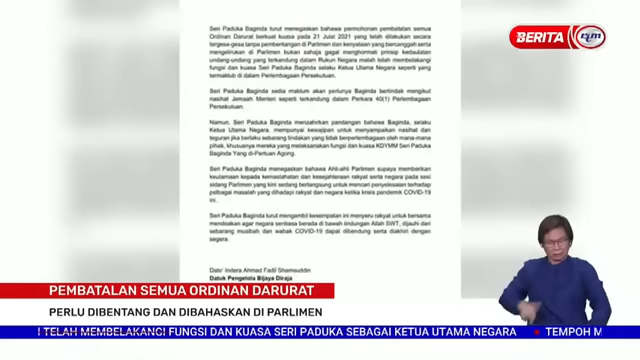 Seri Paduka Baginda turut menegaskan bahawa permohonan pembatalan semua
Ordinan Darurat berkuat kuasa pada 21 Julai 2021 yang telah dilakukan secara
tergesa-gesa tanpa pembentangan di Parlimen dan kenyataan yang bercanggah serta
mengelirukan di Parlimen bukan sahaja gagal menghormati prinsip kedaulatan
undang-undang yang terkandung dalam Rukun Negara malah telah membelakangi
fungsi dan kuasa Seri Paduka Baginda selaku Ketua Utama Negara seperti yang
termaktub di dalam Perlembagaan Persekutuan.
Seri Paduka Baginda sedia maklum akan perlunya Baginda bertindak mengikut
nasihat Jemaah Menteri seperti terkandung dalam Perkara 40(1) Perlembagaan
Persekutuan.
Namun, Seri Paduka Baginda menzahirkan pandangan bahawa Baginda, selaku
Ketua Utama Negara, mempunyai kewajipan untuk menyampaikan nasihat dan
teguran jika berlaku sebarang tindakan yang tidak berperlembagaan oleh mana-mana
pihak, khususnya mereka yang melaksanakan fungsi dan kuasa KDYMM Seri Paduka
Baginda Yang di-Pertuan Agong.
Seri Paduka Baginda menegaskan bahawa Ahli-ahli Parlimen supaya memberikan
keutamaan kepada kemaslahatan dan kesejahteraan rakyat serta negara pada sesi
sidang Parlimen yang kini sedang berlangsung untuk mencari penyelesaian terhadap
pelbagai masalah yang dihadapi rakyat dan negara ketika krisis pandemik COVID-19
ini.
Seri Paduka Baginda turut mengambil kesempatan ini menyeru rakyat untuk bersama
mendoakan agar negara sentiasa berada di bawah lindungan Allah SWT, dijauhi dari
sebarang musibah dan wabak COVID-19 dapat dibendung serta diakhiri dengan
segera.
Dato' Indera Ahmad Fadil Shamsuddin
Datuk Pengelola Bijaya Diraja
BERITA rtm
PEMBATALAN SEMUA ORDINAN DARURAT
PERLU DIBENTANG DAN DIBAHASKAN DI PARLIMEN
I TELAH MEMBELAKANGI FUNGSI DAN KUASA SERI PADUKA SEBAGAI KETUA UTAMA NEGARA TEMPOH M